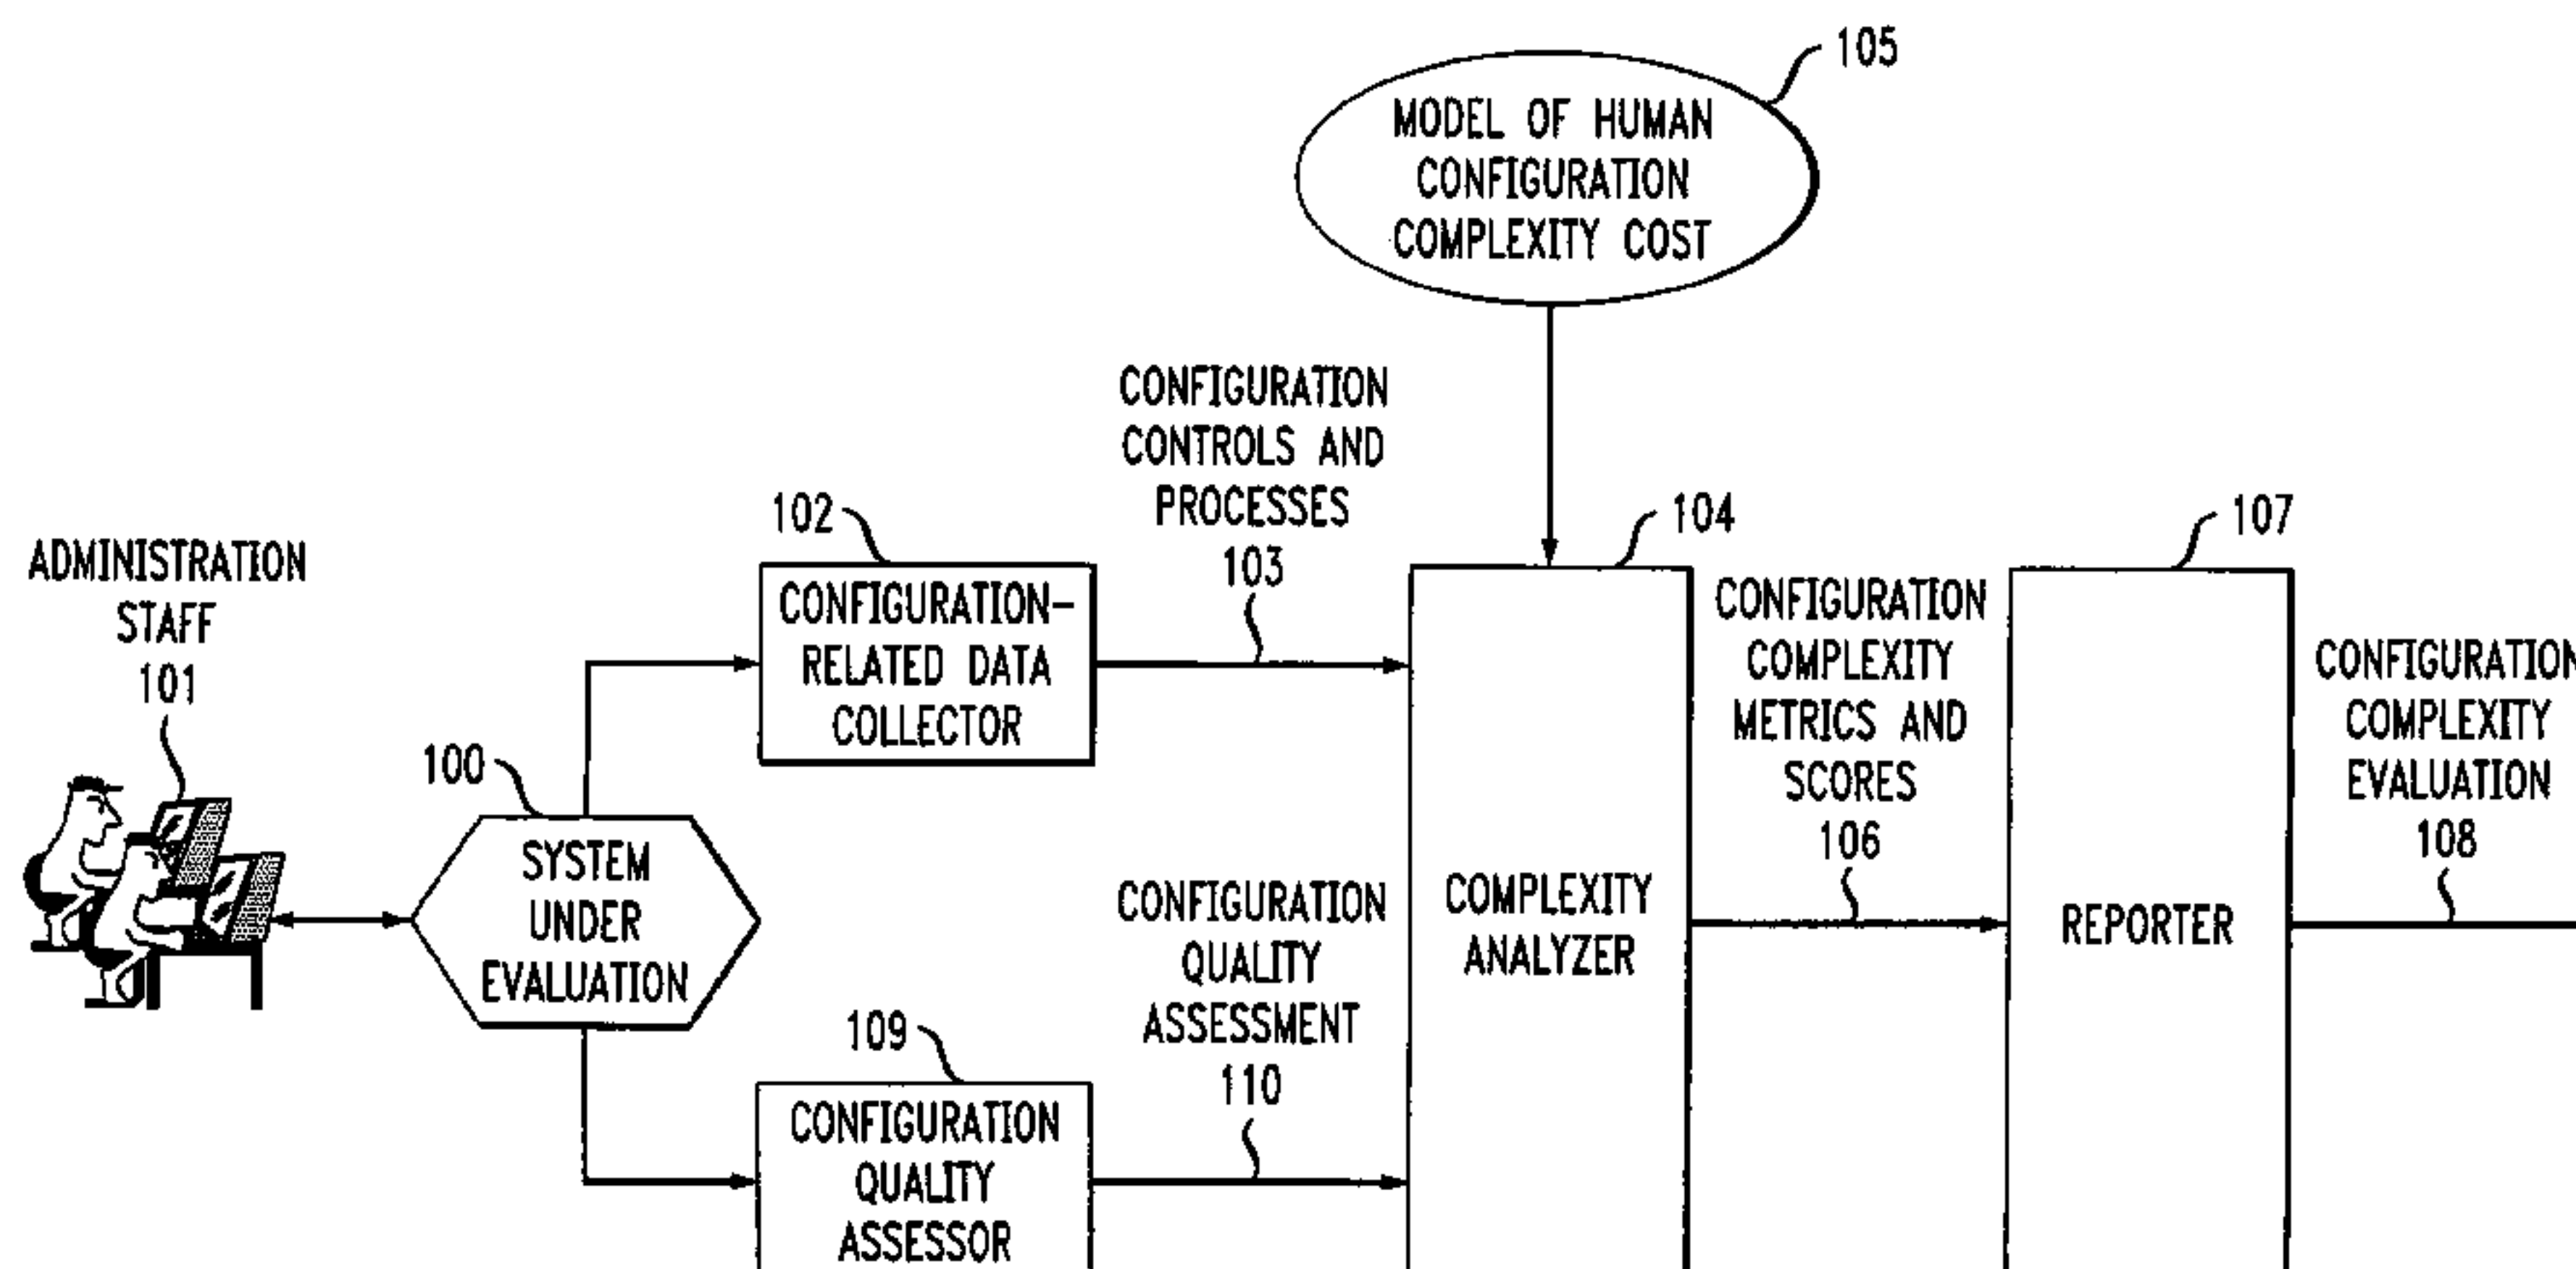 105
MODEL OF HUMAN
CONFIGURATION
COMPLEXITY COST
CONFIGURATION
CONTROLS AND
PROCESSES
103
102
104
107
ADMINISTRATION
STAFF
101
CONFIGURATION-
RELATED DATA
COLLECTOR
CONFIGURATION
COMPLEXITY
METRICS AND
SCORES
106
CONFIGURATION
COMPLEXITY
EVALUATION
108
100
SYSTEM
UNDER
EVALUATION
CONFIGURATION
QUALITY
ASSESSMENT
110
COMPLEXITY
ANALYZER
REPORTER
109
CONFIGURATION
QUALITY
ASSESSOR